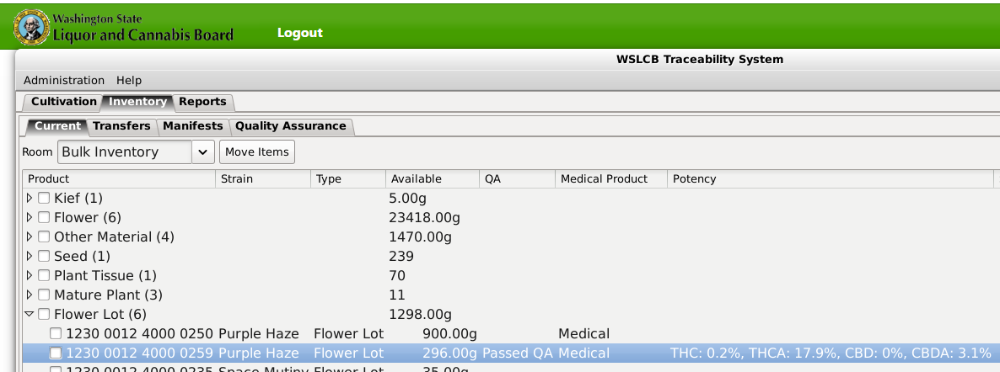 Washington State
Liquor and Cannabis Board
Logout
WSLCB Traceability System
Administration Help
Cultivation Inventory Reports
Current Transfers Manifests Quality Assurance
Room Bulk Inventory Move Items
Product Strain Type Available QA Medical Product Potency
Kief (1) 5.00g
Flower (6) 23418.00g
Other Material (4) 1470.00g
Seed (1) 239
Plant Tissue (1) 70
Mature Plant (3) 11
Flower Lot (6) 1298.00g
1230 0012 4000 0250 Purple Haze Flower Lot 900.00g Medical
1230 0012 4000 0259 Purple Haze Flower Lot 296.00g Passed QA Medical THC: 0.2%, THCA: 17.9%, CBD: 0%, CBDA: 3.1%
1230 0012 4000 0235 Space Mutiny Flower Lot 35.00g